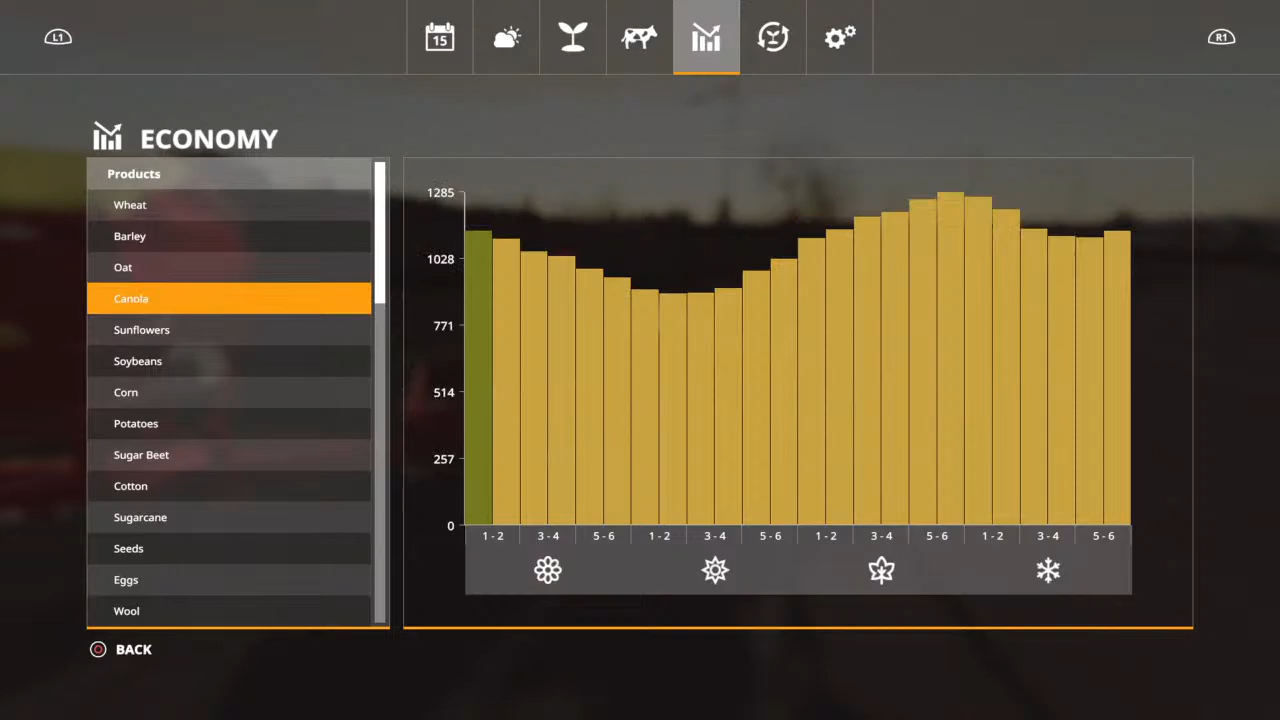 L1
15
R1
ECONOMY
Products
Wheat
Barley
Oat
Canola
Sunflowers
Soybeans
Corn
Potatoes
Sugar Beet
Cotton
Sugarcane
Seeds
Eggs
Wool
1285
1028
771
514
257
0
1 - 2 3 - 4 5 - 6 1 - 2 3 - 4 5 - 6 1 - 2 3 - 4 5 - 6 1 - 2 3 - 4 5 - 6
BACK